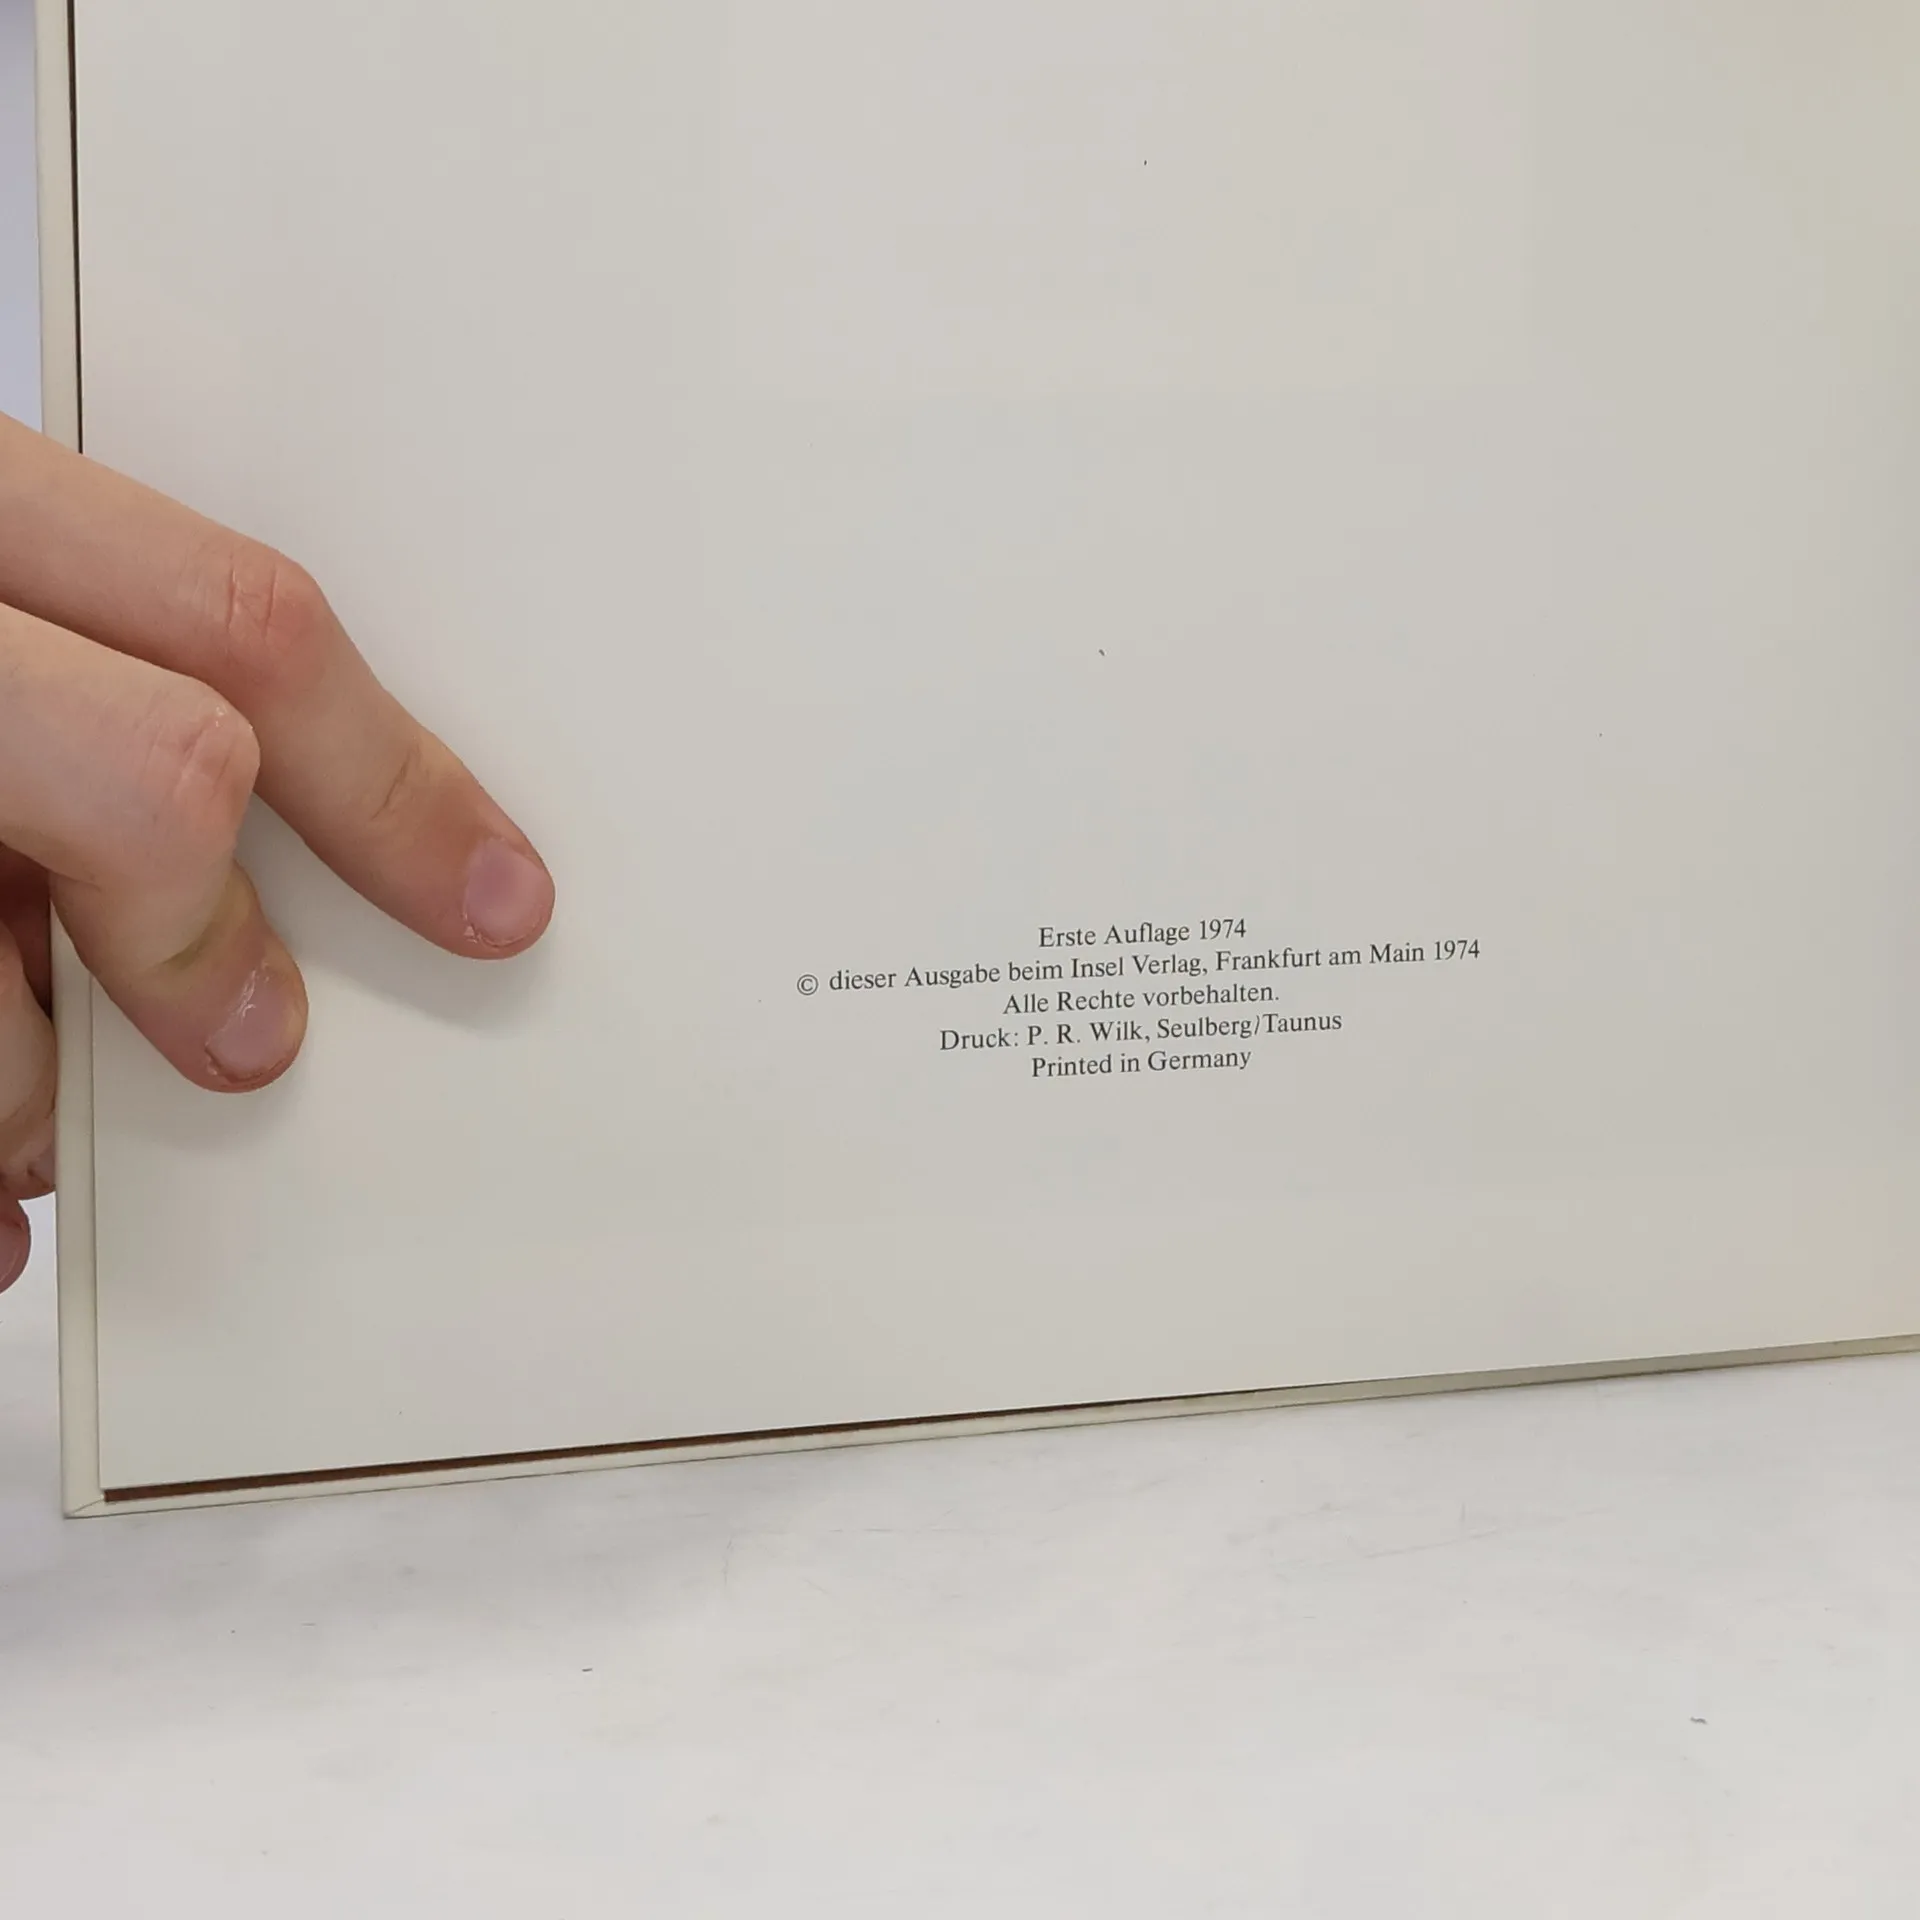 Erste Auflage 1974
© dieser Ausgabe beim Insel Verlag, Frankfurt am Main 1974
Alle Rechte vorbehalten.
Druck: P. R. Wilk, Seulberg/Taunus
Printed in Germany